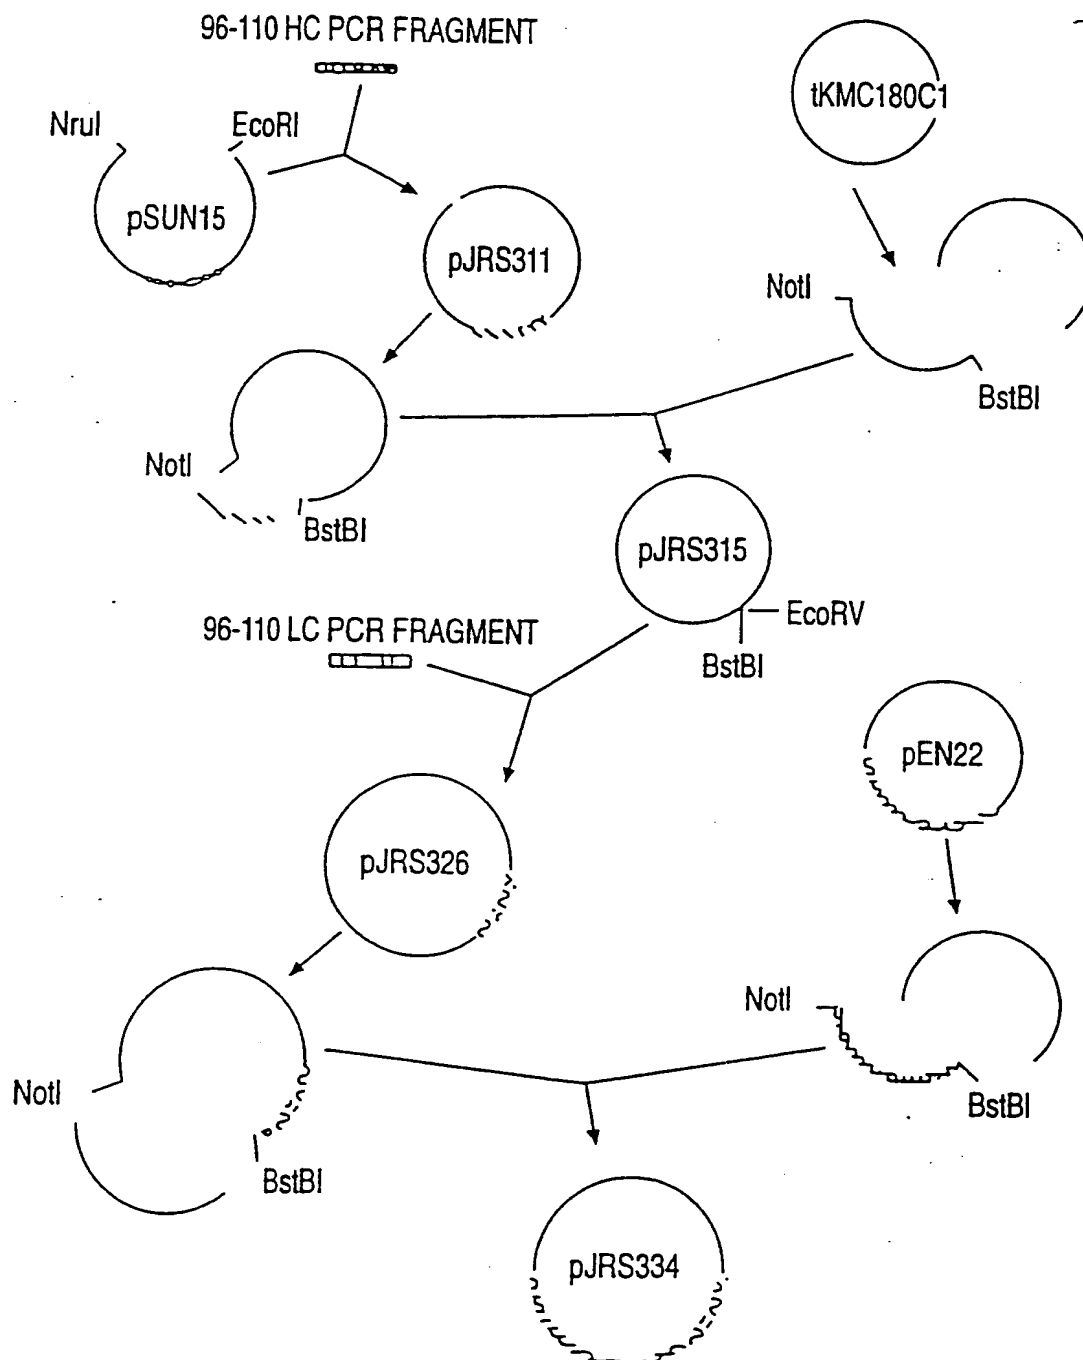 96-110 HC PCR FRAGMENT
tKMC180C1
NruI
EcoRI
pSUN15
pJRS311
NotI
BstBI
NotI
BstBI
pJRS315
EcoRV
BstBI
96-110 LC PCR FRAGMENT
pEN22
pJRS326
NotI
BstBI
NotI
BstBI
pJRS334